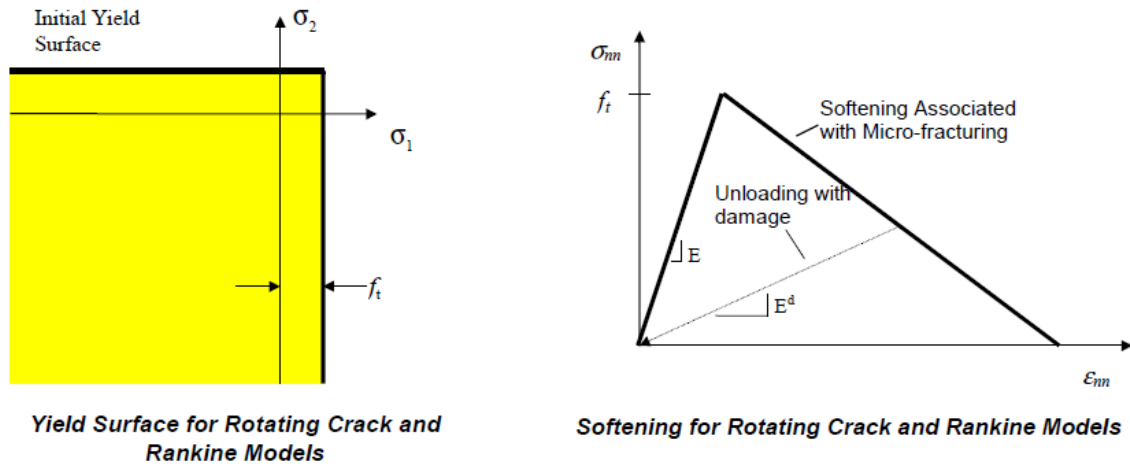 Initial Yield
Surface
σ₂
σ₁
fₜ
Yield Surface for Rotating Crack and
Rankine Models
σₙₙ
fₜ
Softening Associated
with Micro-fracturing
Unloading with
damage
E
Eᵈ
εₙₙ
Softening for Rotating Crack and Rankine Models